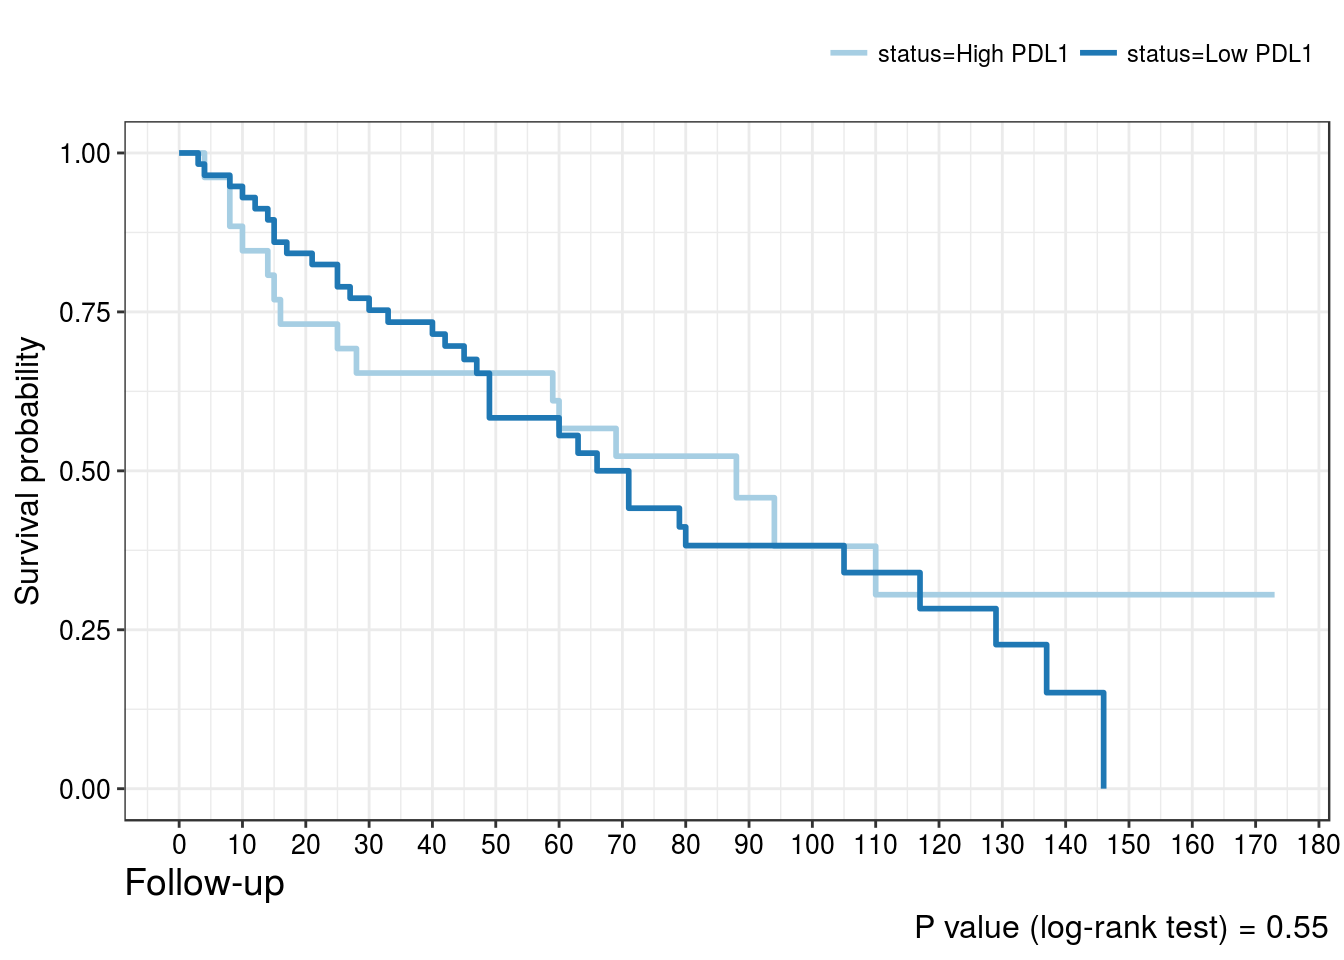 status=High PDL1 status=Low PDL1
Survival probability
1.00
0.75
0.50
0.25
0.00
0 10 20 30 40 50 60 70 80 90 100 110 120 130 140 150 160 170 180
Follow-up
P value (log-rank test) = 0.55